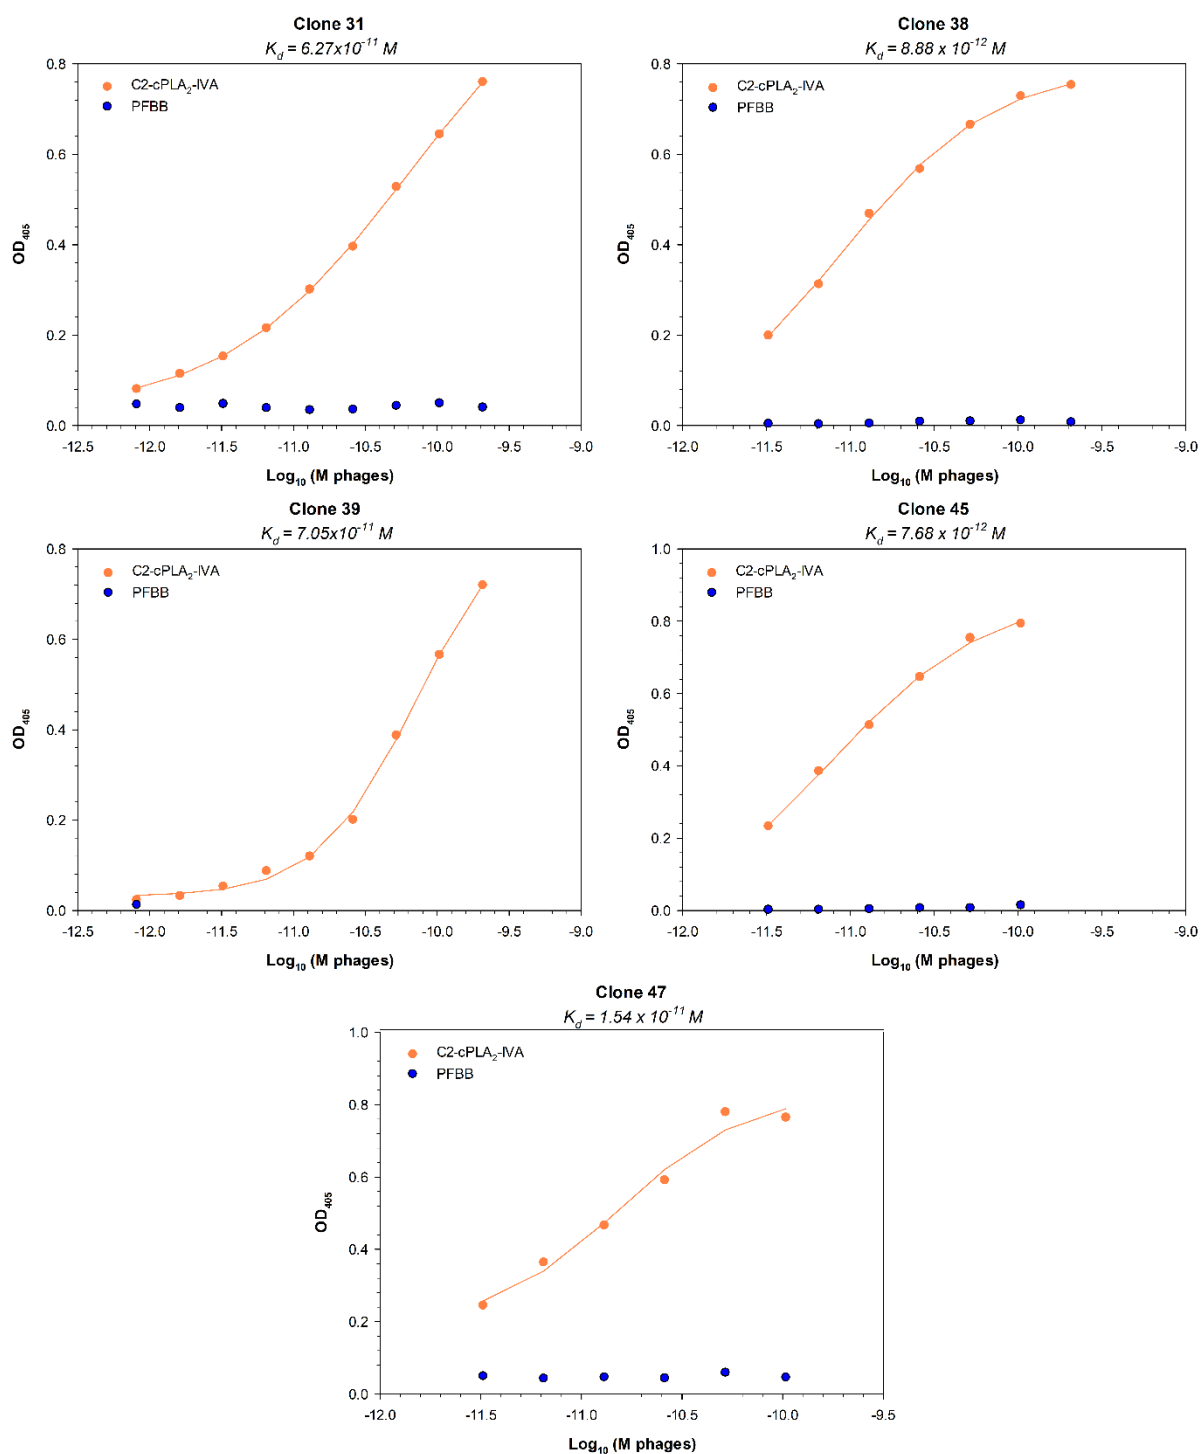 Clone 31
K_d = 6.27x10^-11 M
0.8
C2-cPLA₂-IVA
PFBB
0.6
0.4
0.2
0.0
OD₄₀₅
-12.5 -12.0 -11.5 -11.0 -10.5 -10.0 -9.5 -9.0
Log₁₀ (M phages)
Clone 38
K_d = 8.88 x 10^-12 M
0.8
C2-cPLA₂-IVA
PFBB
0.6
0.4
0.2
0.0
OD₄₀₅
-12.0 -11.5 -11.0 -10.5 -10.0 -9.5 -9.0
Log₁₀ (M phages)
Clone 39
K_d = 7.05x10^-11 M
0.8
C2-cPLA₂-IVA
PFBB
0.6
0.4
0.2
0.0
OD₄₀₅
-12.5 -12.0 -11.5 -11.0 -10.5 -10.0 -9.5 -9.0
Log₁₀ (M phages)
Clone 45
K_d = 7.68 x 10^-12 M
1.0
C2-cPLA₂-IVA
PFBB
0.8
0.6
0.4
0.2
0.0
OD₄₀₅
-12.0 -11.5 -11.0 -10.5 -10.0 -9.5 -9.0
Log₁₀ (M phages)
Clone 47
K_d = 1.54 x 10^-11 M
1.0
C2-cPLA₂-IVA
PFBB
0.8
0.6
0.4
0.2
0.0
OD₄₀₅
-12.0 -11.5 -11.0 -10.5 -10.0 -9.5
Log₁₀ (M phages)